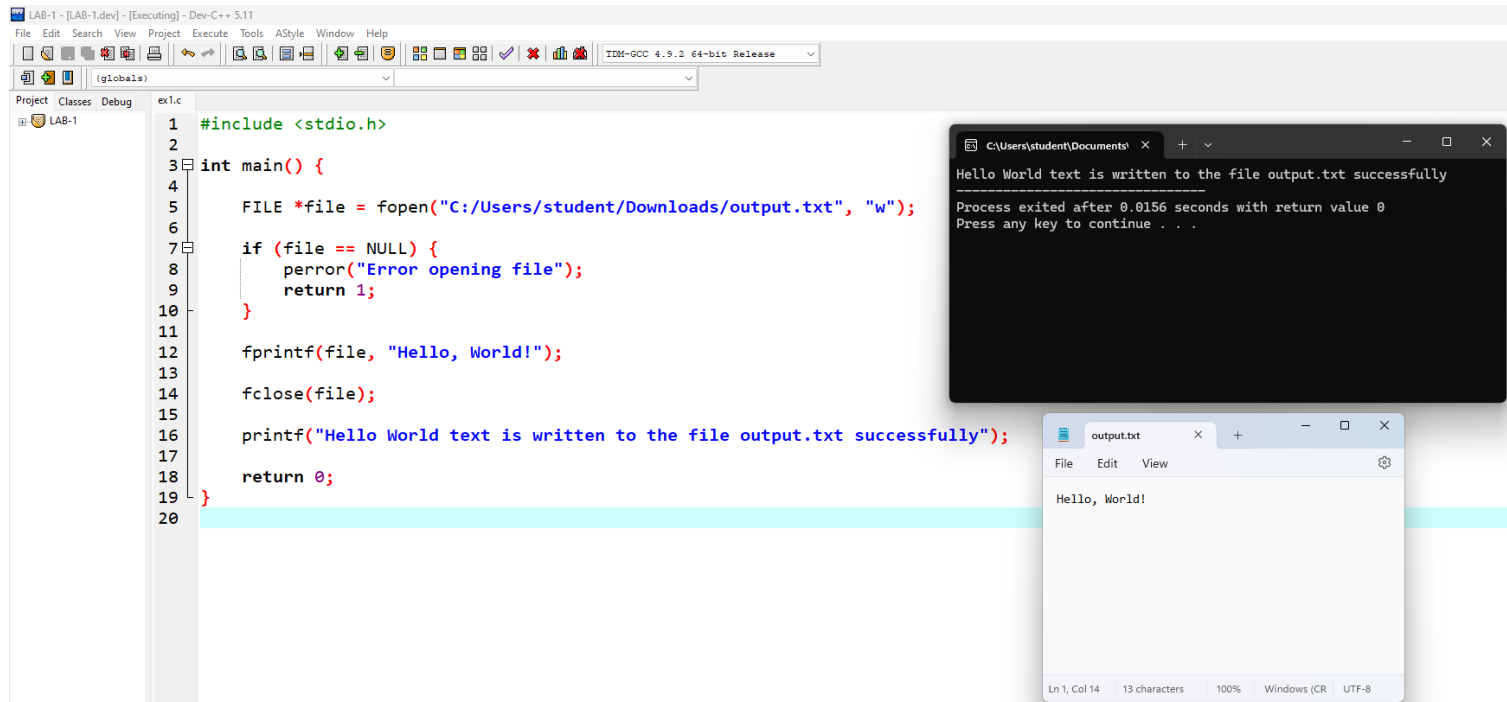 LAB-1 - [LAB-1.dev] - [Executing] - Dev-C++ 5.11
File Edit Search View Project Execute Tools AStyle Window Help
TDM-GCC 4.9.2 64-bit Release
(globals)
Project Classes Debug
ex1.c
LAB-1
1 #include <stdio.h>
2
3 int main() {
4
5 FILE *file = fopen("C:/Users/student/Downloads/output.txt", "w");
6
7 if (file == NULL) {
8 perror("Error opening file");
9 return 1;
10 }
11
12 fprintf(file, "Hello, World!");
13
14 fclose(file);
15
16 printf("Hello World text is written to the file output.txt successfully");
17
18 return 0;
19 }
20
C:\Users\student\Documents\
Hello World text is written to the file output.txt successfully
--------------------------------
Process exited after 0.0156 seconds with return value 0
Press any key to continue . . .
output.txt
File Edit View
Hello, World!
Ln 1, Col 14 13 characters 100% Windows (CR UTF-8